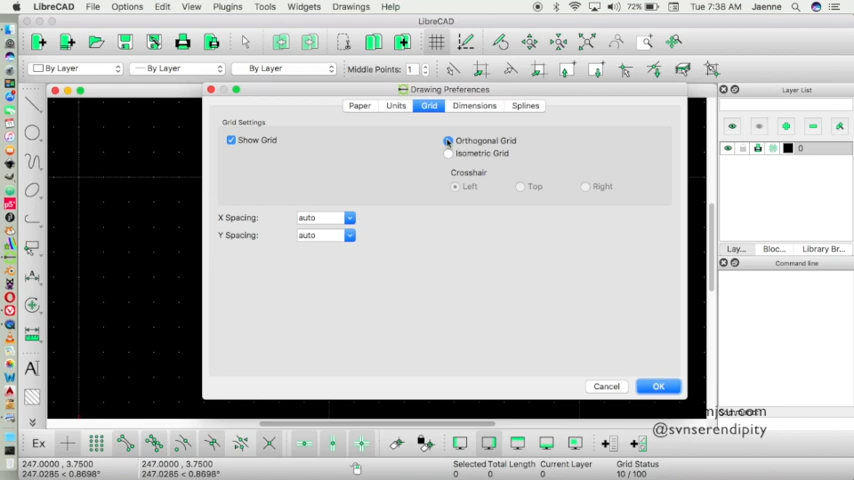 LibreCAD File Options Edit View Plugins Tools Widgets Drawings Paper Help 72% Tue 7:38 AM Jaenne
LibreCAD
By Layer By Layer By Layer Middle Points: 1
Drawing Preferences
Layer List
Paper Units Grid Dimensions Splines
Grid Settings
Show Grid
Orthogonal Grid
Isometric Grid
Crosshair
Left Top Right
X Spacing: auto
Y Spacing: auto
Cancel OK
0
Lay... Bloc... Library Br...
Command line
@svnserendipity
Ex
247.0000 , 3.7500
247.0285 < 0.8698°
247.0000 , 3.7500
247.0285 < 0.8698°
Selected Total Length
0 0
Current Layer
0
Grid Status
10 / 100